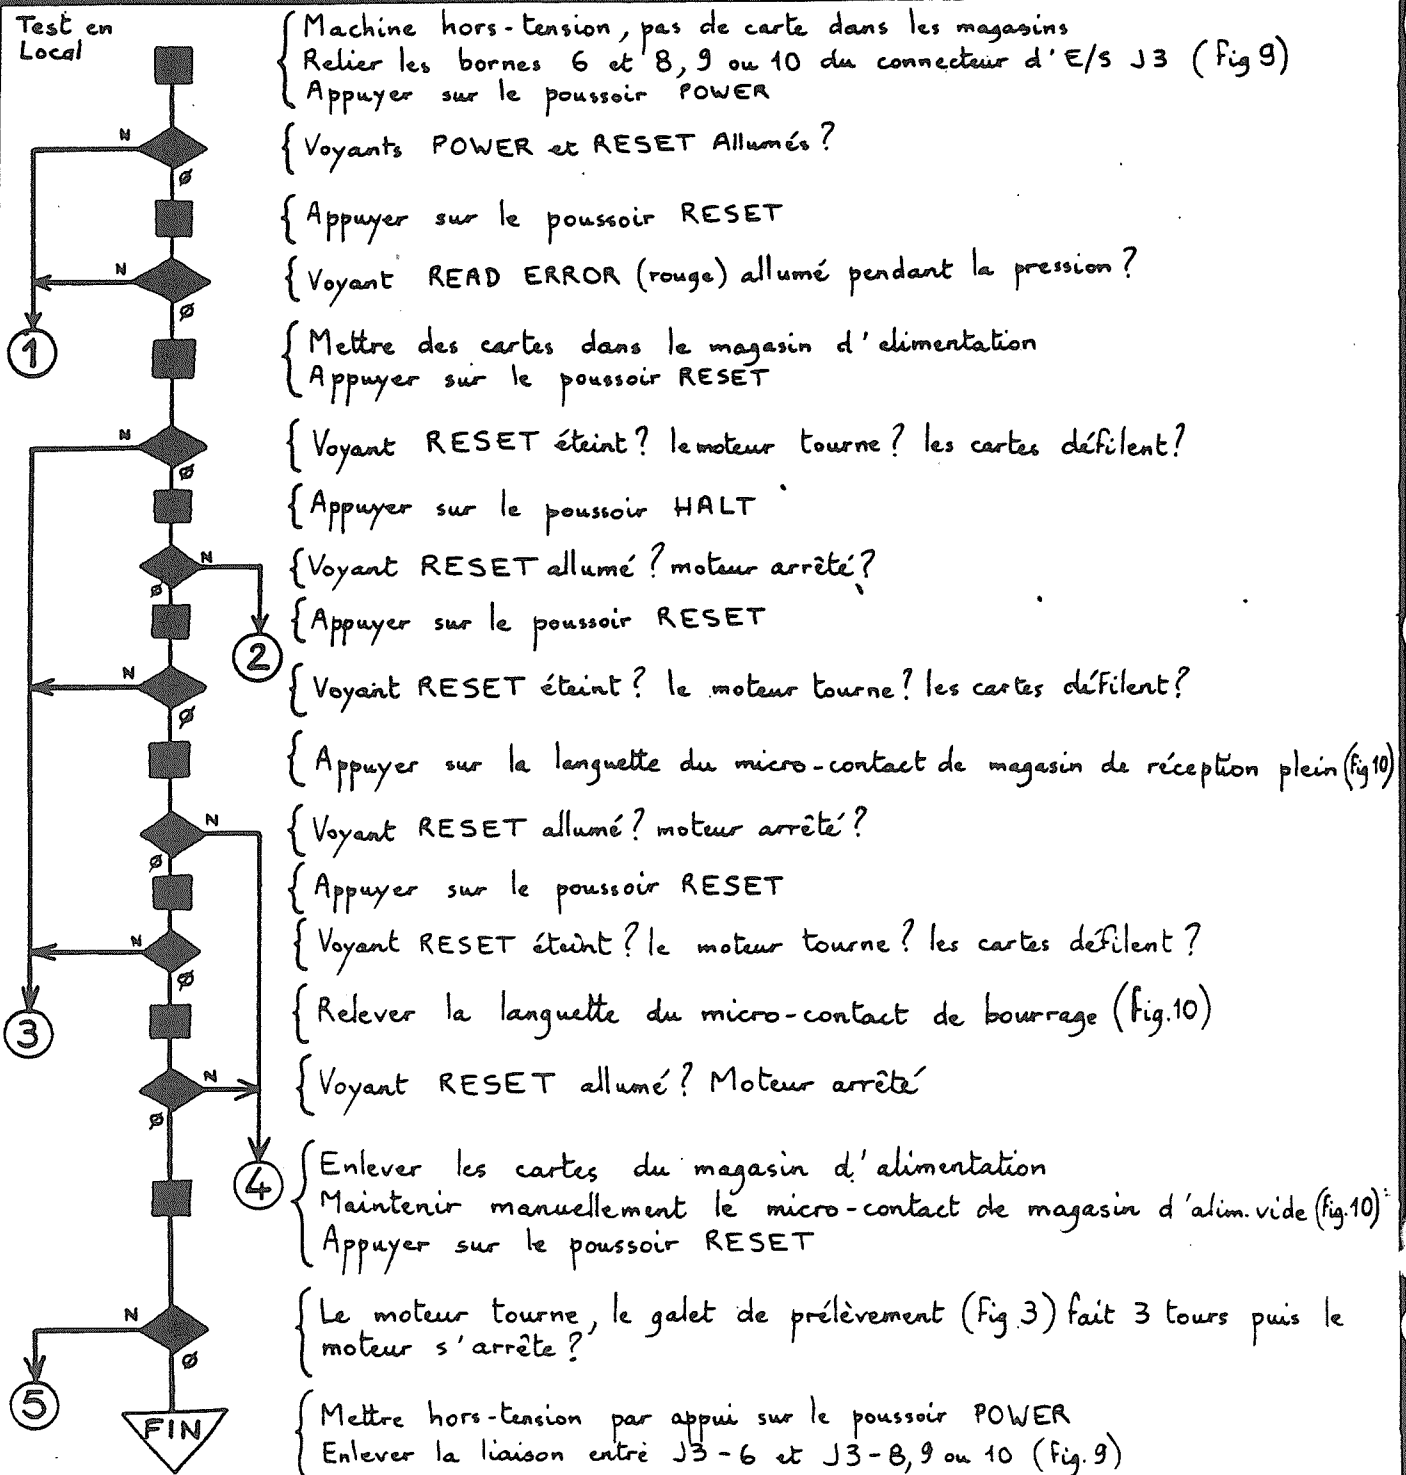 Test en
Local
Machine hors-tension, pas de carte dans les magasins
Relier les bornes 6 et 8, 9 ou 10 du connecteur d'E/S J3 (fig 9)
Appuyer sur le poussoir POWER
N
Voyants POWER et RESET Allumés ?
Ø
Appuyer sur le poussoir RESET
N
Voyant READ ERROR (rouge) allumé pendant la pression ?
Ø
1
Mettre des cartes dans le magasin d'elimentation
Appuyer sur le poussoir RESET
N
Voyant RESET éteint ? le moteur tourne ? les cartes défilent ?
Ø
Appuyer sur le poussoir HALT
N
Voyant RESET allumé ? moteur arrêté ?
Ø
Appuyer sur le poussoir RESET
2
N
Voyant RESET éteint ? le moteur tourne ? les cartes défilent ?
Ø
Appuyer sur la languette du micro-contact de magasin de réception plein (fig 10)
N
Voyant RESET allumé ? moteur arrêté ?
Ø
Appuyer sur le poussoir RESET
N
Voyant RESET éteint ? le moteur tourne ? les cartes défilent ?
Ø
3
Relever la languette du micro-contact de bourrage (fig.10)
N
Voyant RESET allumé ? Moteur arrêté
Ø
4
Enlever les cartes du magasin d'alimentation
Maintenir manuellement le micro-contact de magasin d'alim. vide (fig.10)
Appuyer sur le poussoir RESET
N
Le moteur tourne, le galet de prélèvement (fig 3) fait 3 tours puis le
moteur s'arrête ?
Ø
5
FIN
Mettre hors-tension par appui sur le poussoir POWER
Enlever la liaison entre J3-6 et J3-8, 9 ou 10 (fig. 9)